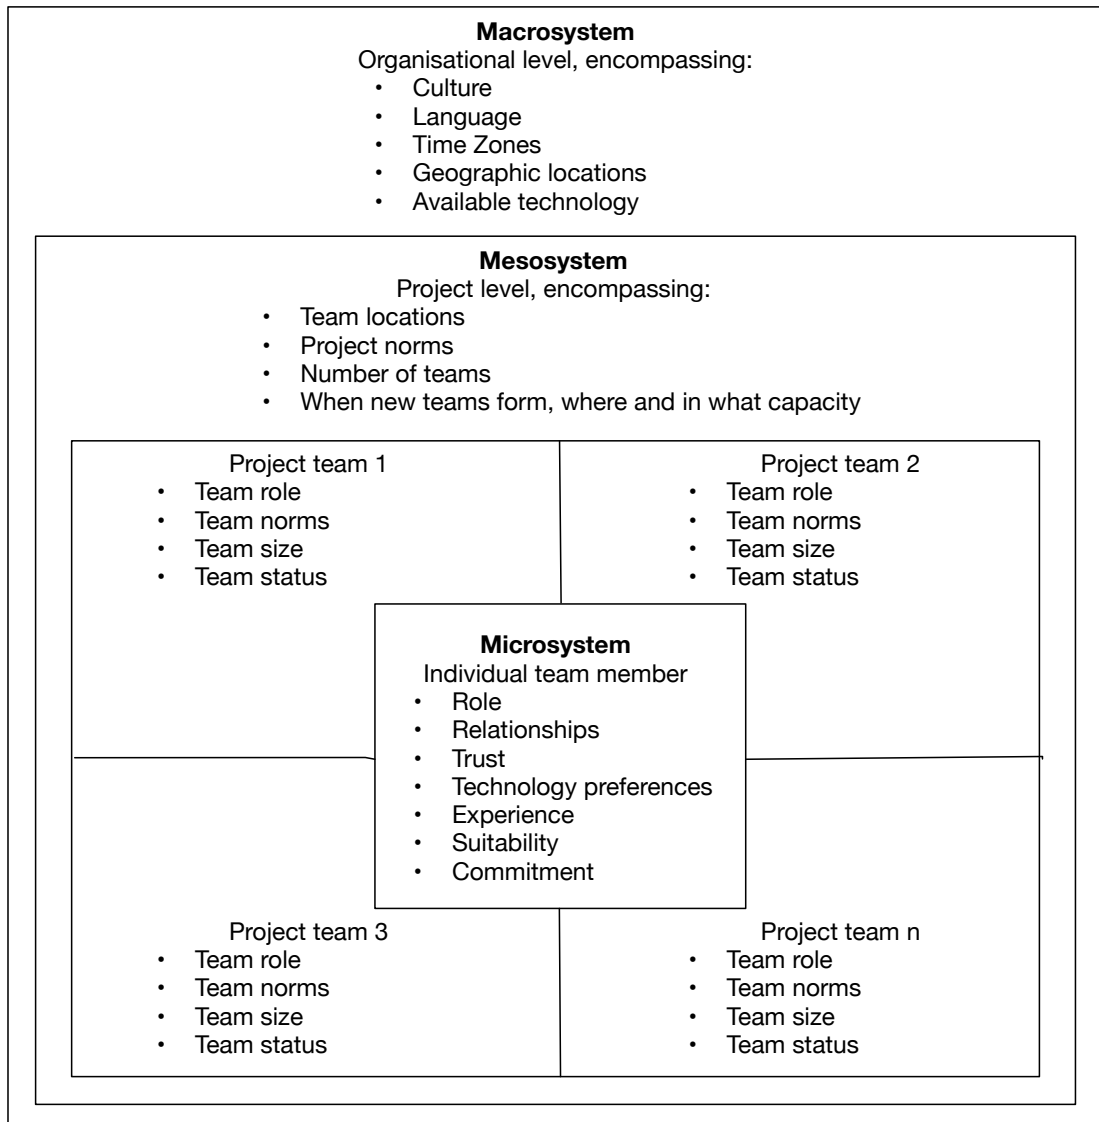 Macrosystem
Organisational level, encompassing:
• Culture
• Language
• Time Zones
• Geographic locations
• Available technology
Mesosystem
Project level, encompassing:
• Team locations
• Project norms
• Number of teams
• When new teams form, where and in what capacity
Project team 1
• Team role
• Team norms
• Team size
• Team status
Project team 2
• Team role
• Team norms
• Team size
• Team status
Microsystem
Individual team member
• Role
• Relationships
• Trust
• Technology preferences
• Experience
• Suitability
• Commitment
Project team 3
• Team role
• Team norms
• Team size
• Team status
Project team n
• Team role
• Team norms
• Team size
• Team status